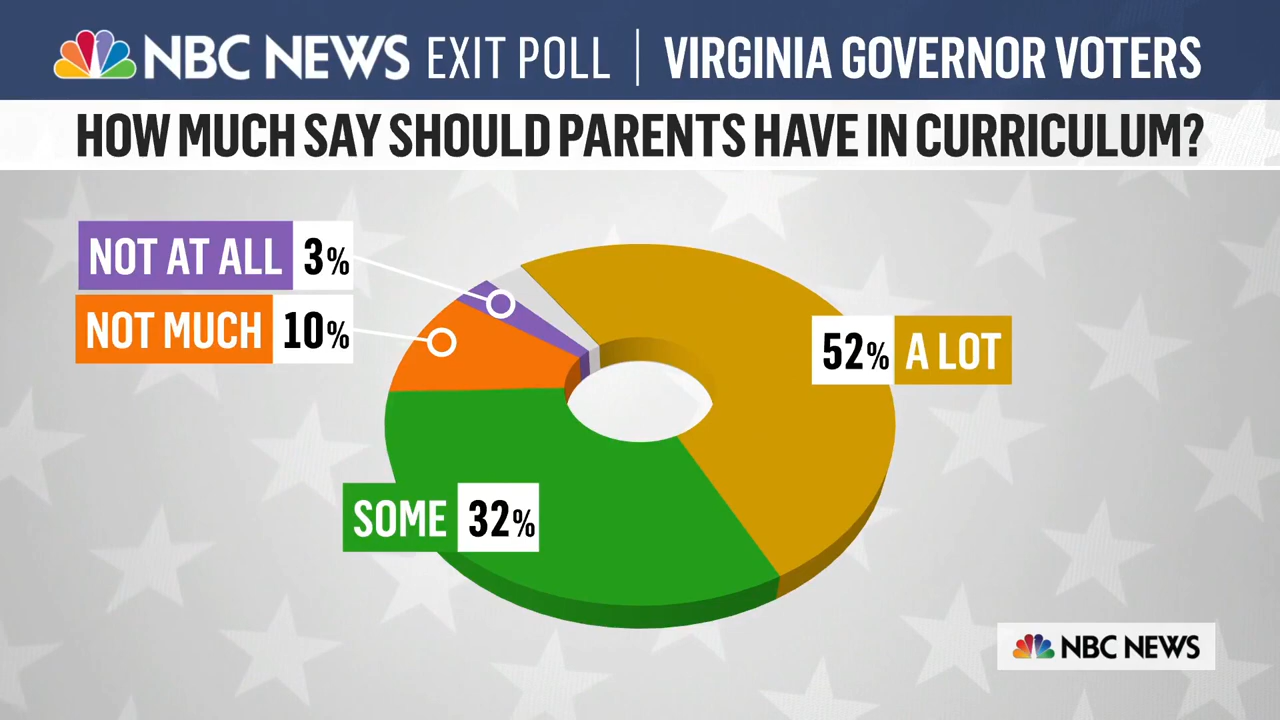 NBC NEWS EXIT POLL | VIRGINIA GOVERNOR VOTERS
HOW MUCH SAY SHOULD PARENTS HAVE IN CURRICULUM?
NOT AT ALL 3%
NOT MUCH 10%
52% A LOT
SOME 32%
NBC NEWS